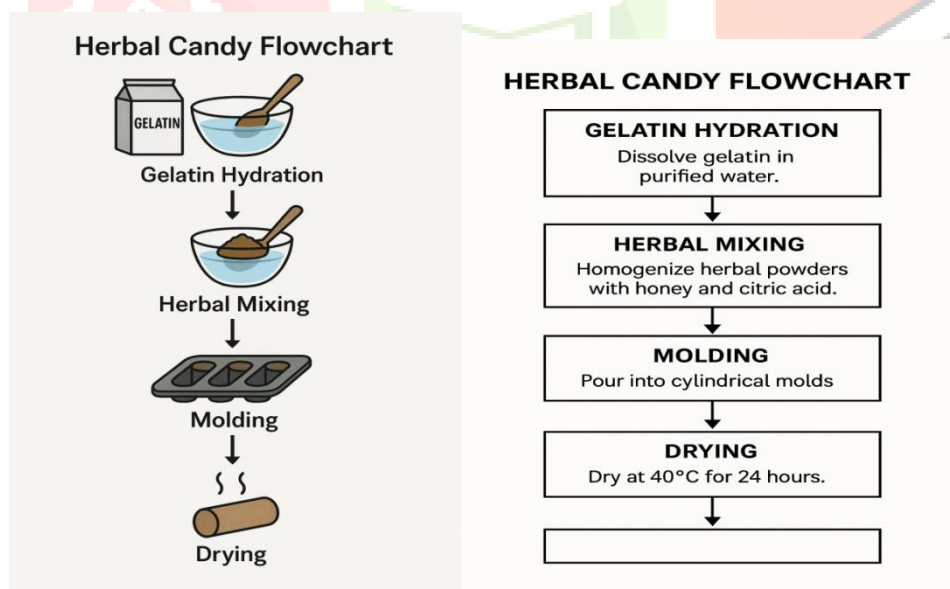 Herbal Candy Flowchart
GELATIN
Gelatin Hydration
Herbal Mixing
Molding
Drying
HERBAL CANDY FLOWCHART
GELATIN HYDRATION
Dissolve gelatin in
purified water.
HERBAL MIXING
Homogenize herbal powders
with honey and citric acid.
MOLDING
Pour into cylindrical molds
DRYING
Dry at 40°C for 24 hours.